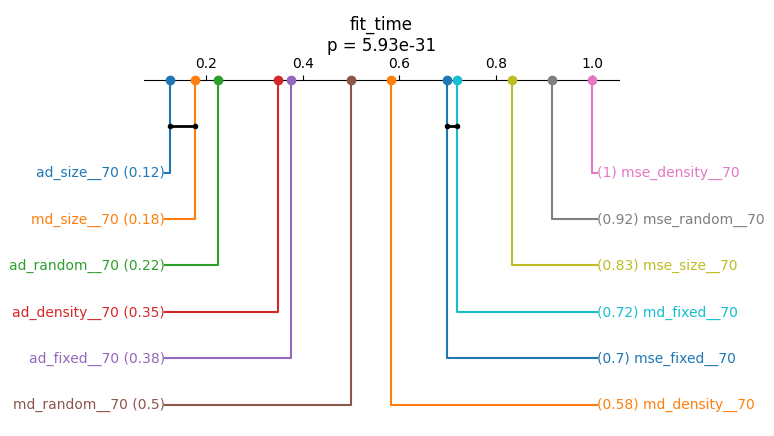 fit_time
p = 5.93e-31
0.2 0.4 0.6 0.8 1.0
ad_size__70 (0.12) (1) mse_density__70
md_size__70 (0.18) (0.92) mse_random__70
ad_random__70 (0.22) (0.83) mse_size__70
ad_density__70 (0.35) (0.72) md_fixed__70
ad_fixed__70 (0.38) (0.7) mse_fixed__70
md_random__70 (0.5) (0.58) md_density__70